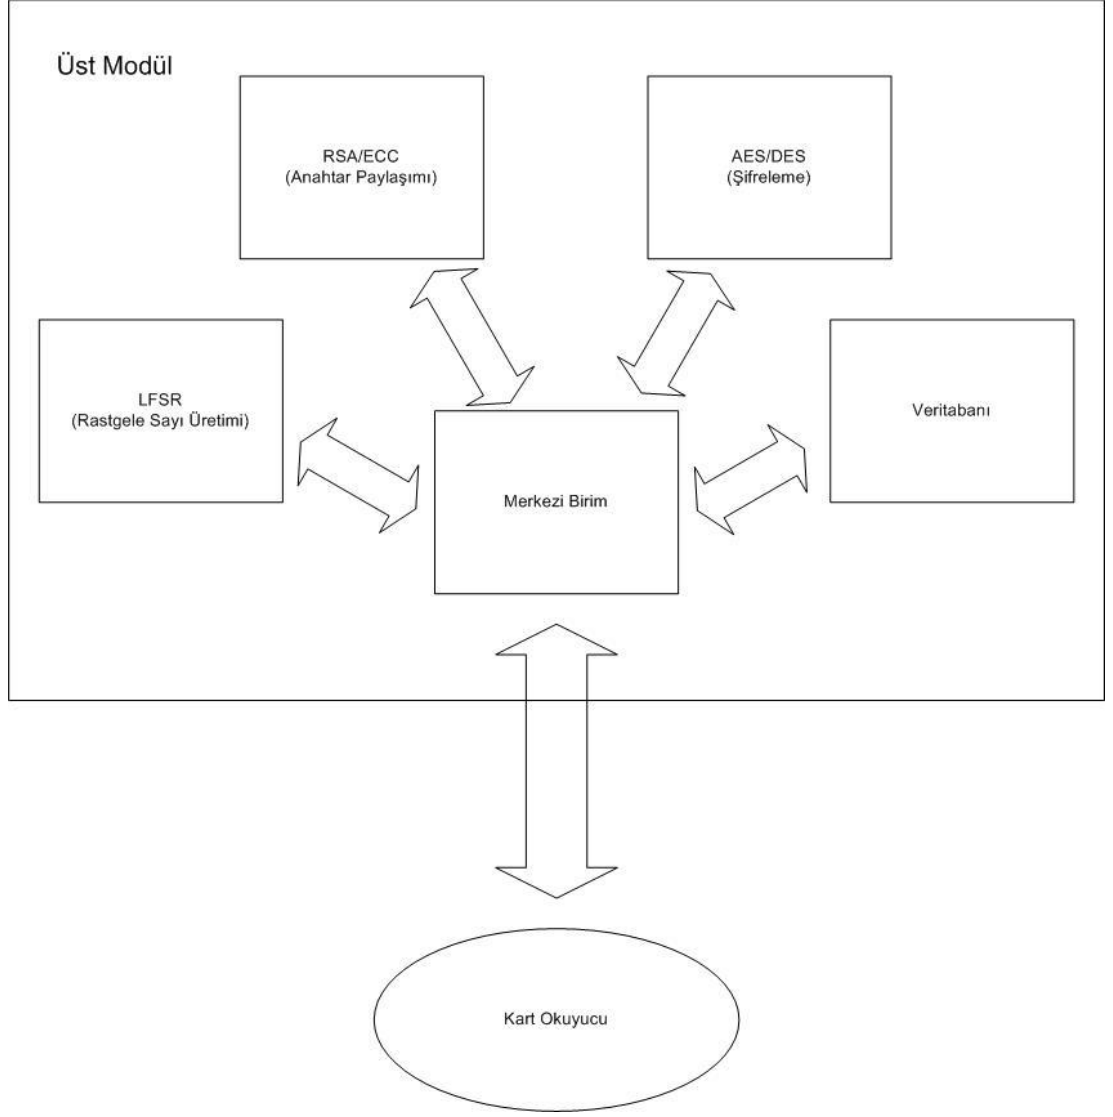 Üst Modül
RSA/ECC
(Anahtar Paylaşımı)
AES/DES
(Şifreleme)
LFSR
(Rastgele Sayı Üretimi)
Veritabanı
Merkezi Birim
Kart Okuyucu